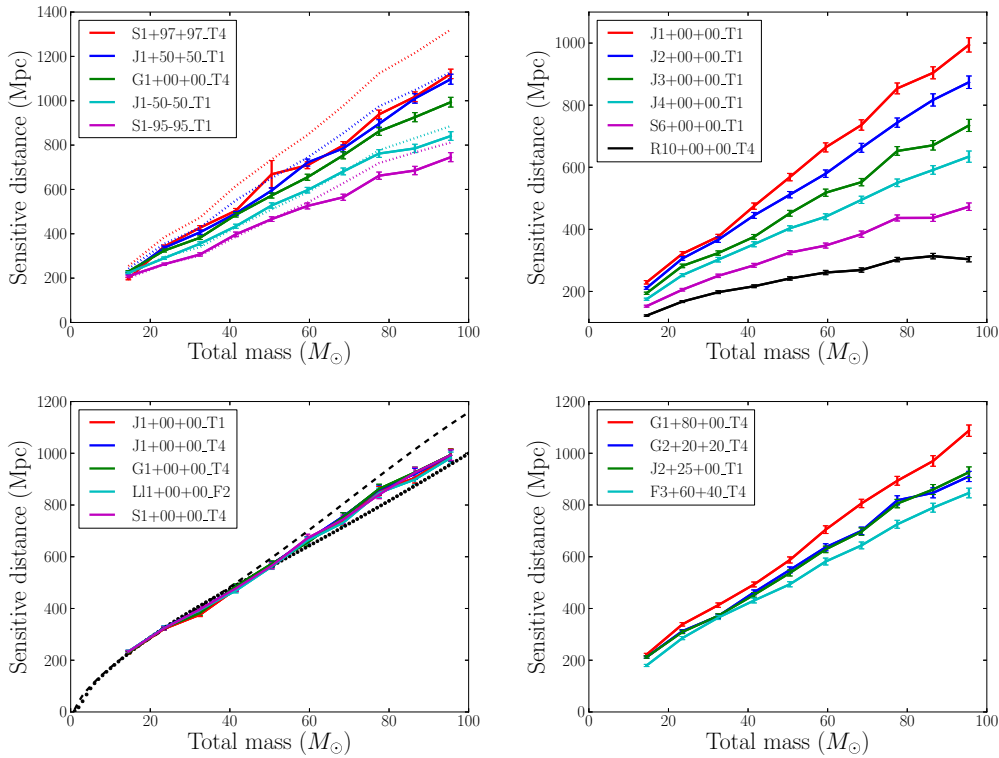 1400
1200
1000
800
600
400
200
0
Sensitive distance (Mpc)
S1+97+97_T4
J1+50+50_T1
G1+00+00_T4
J1-50-50_T1
S1-95-95_T1
0 20 40 60 80 100
Total mass (M⊙)
1000
800
600
400
200
Sensitive distance (Mpc)
J1+00+00_T1
J2+00+00_T1
J3+00+00_T1
J4+00+00_T1
S6+00+00_T1
R10+00+00_T4
0 20 40 60 80 100
Total mass (M⊙)
1200
1000
800
600
400
200
0
Sensitive distance (Mpc)
J1+00+00_T1
J1+00+00_T4
G1+00+00_T4
Ll1+00+00_F2
S1+00+00_T4
0 20 40 60 80 100
Total mass (M⊙)
1200
1000
800
600
400
200
0
Sensitive distance (Mpc)
G1+80+00_T4
G2+20+20_T4
J2+25+00_T1
F3+60+40_T4
0 20 40 60 80 100
Total mass (M⊙)